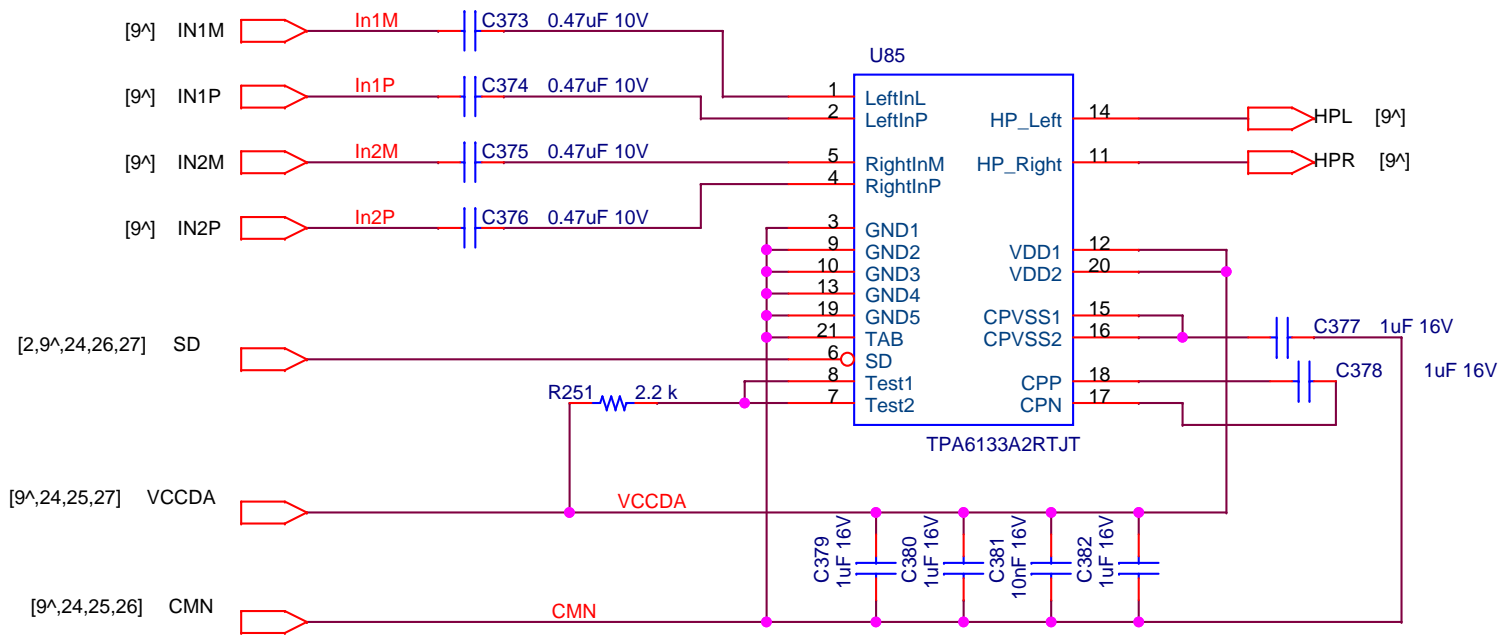 [9^] IN1M In1M C373 0.47uF 10V
U85
[9^] IN1P In1P C374 0.47uF 10V
1 LeftInL
2 LeftInP HP_Left 14 HPL [9^]
[9^] IN2M In2M C375 0.47uF 10V
5 RightInM HP_Right 11 HPR [9^]
4 RightInP
[9^] IN2P In2P C376 0.47uF 10V
3 GND1
9 GND2 VDD1 12
10 GND3 VDD2 20
13 GND4
19 GND5 CPVSS1 15
21 TAB CPVSS2 16 C377 1uF 16V
[2,9^,24,26,27] SD
6 SD
8 Test1 CPP 18 C378 1uF 16V
R251 2.2 k 7 Test2 CPN 17
TPA6133A2RTJT
[9^,24,25,27] VCCDA VCCDA
C379 1uF 16V
C380 1uF 16V
C381 10nF 16V
C382 1uF 16V
[9^,24,25,26] CMN CMN